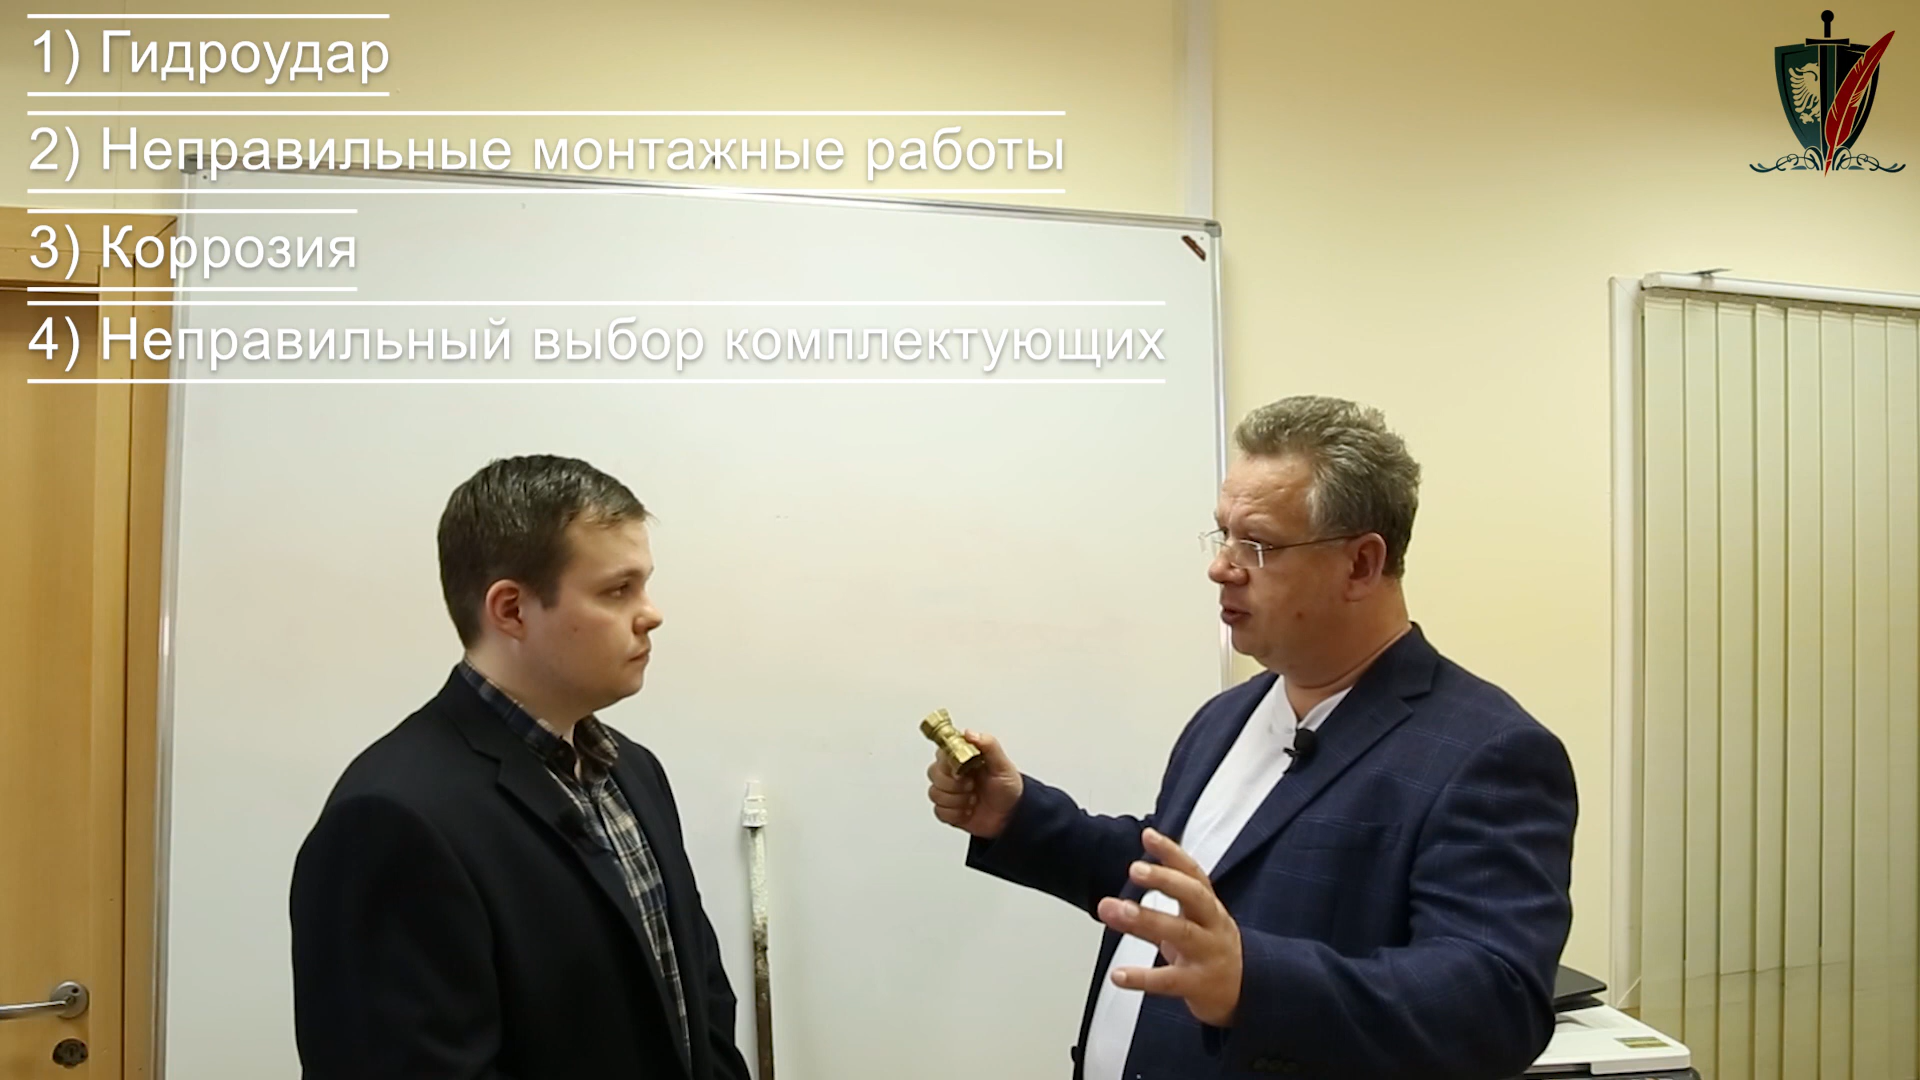 1) Гидроудар
2) Неправильные монтажные работы
3) Коррозия
4) Неправильный выбор комплектующих